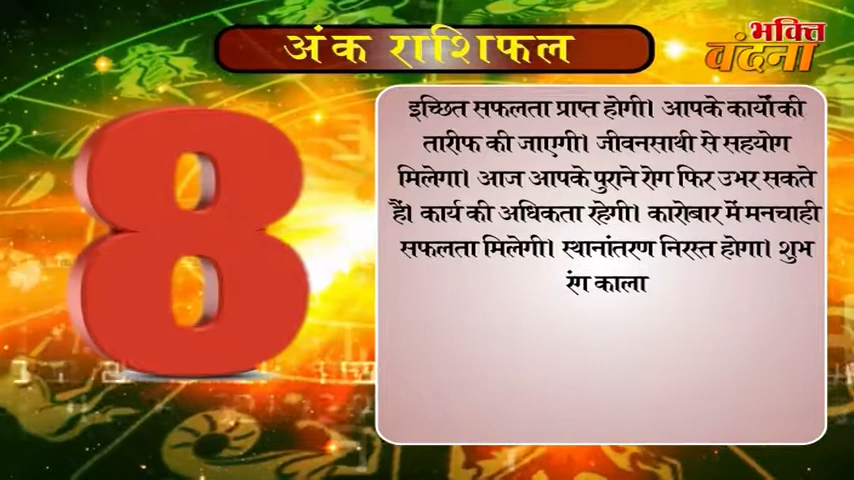 अंक राशिफल
भक्ति
वंदना
8
इच्छित सफलता प्राप्त होगी। आपके कार्यों की
तारीफ की जाएगी। जीवनसाथी से सहयोग
मिलेगा। आज आपके पुराने रोग फिर उभर सकते
हैं। कार्य की अधिकता रहेगी। कारोबार में मनचाही
सफलता मिलेगी। स्थानांतरण निरस्त होगा। शुभ
रंग काला